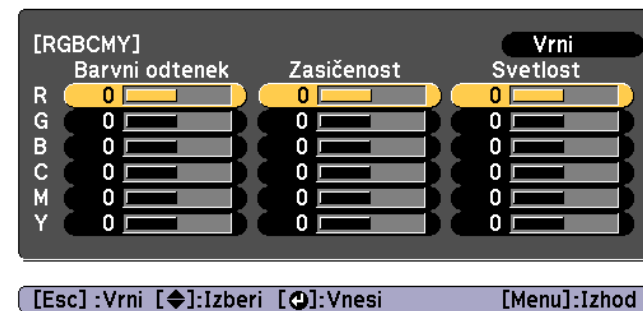 [RGBCMY] Vrni
Barvni odtenek Zasičenost Svetlost
R 0 0 0
G 0 0 0
B 0 0 0
C 0 0 0
M 0 0 0
Y 0 0 0
[Esc] :Vrni [◆]:Izberi [↵]:Vnesi [Menu]:Izhod